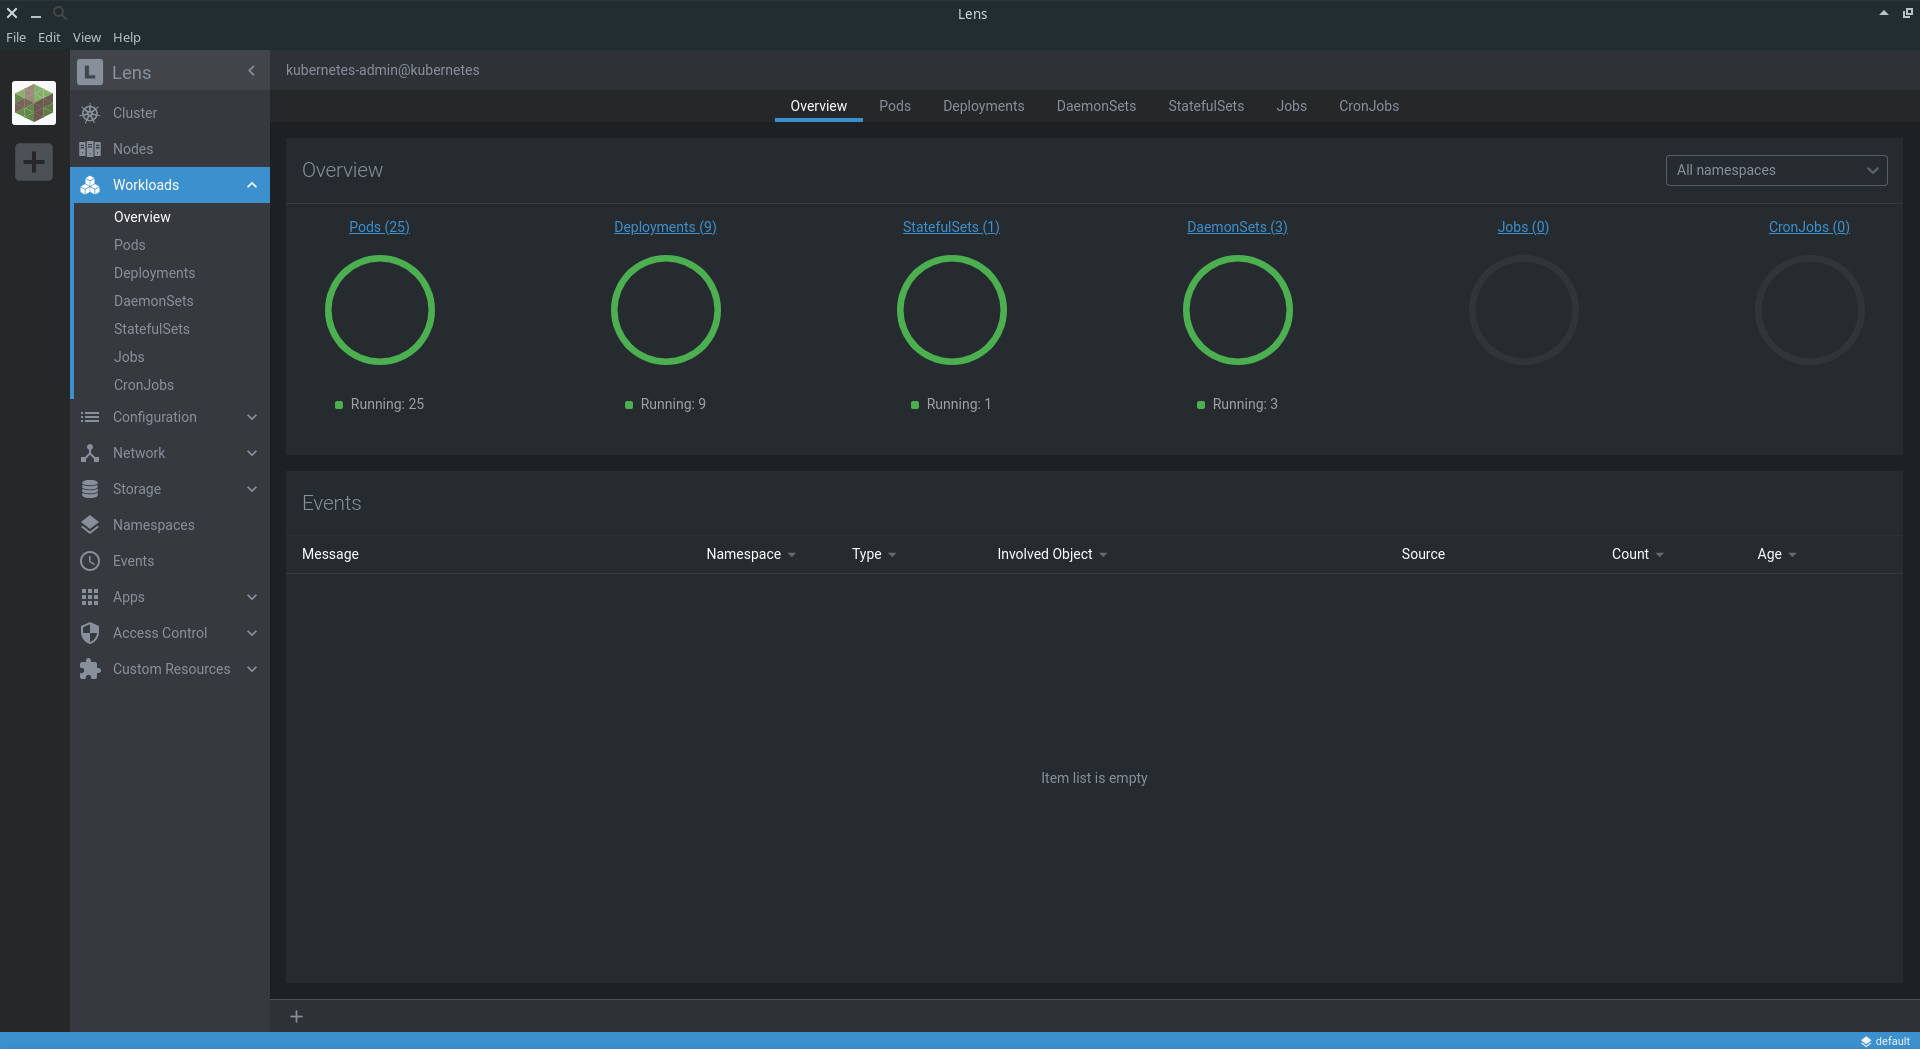 Lens
File Edit View Help
L Lens
kubernetes-admin@kubernetes
Cluster
Nodes
Workloads
Overview
Pods
Deployments
DaemonSets
StatefulSets
Jobs
CronJobs
Configuration
Network
Storage
Namespaces
Events
Apps
Access Control
Custom Resources
Overview Pods Deployments DaemonSets StatefulSets Jobs CronJobs
Overview
All namespaces
Pods (25) Deployments (9) StatefulSets (1) DaemonSets (3) Jobs (0) CronJobs (0)
Running: 25 Running: 9 Running: 1 Running: 3
Events
Message Namespace Type Involved Object Source Count Age
Item list is empty
default